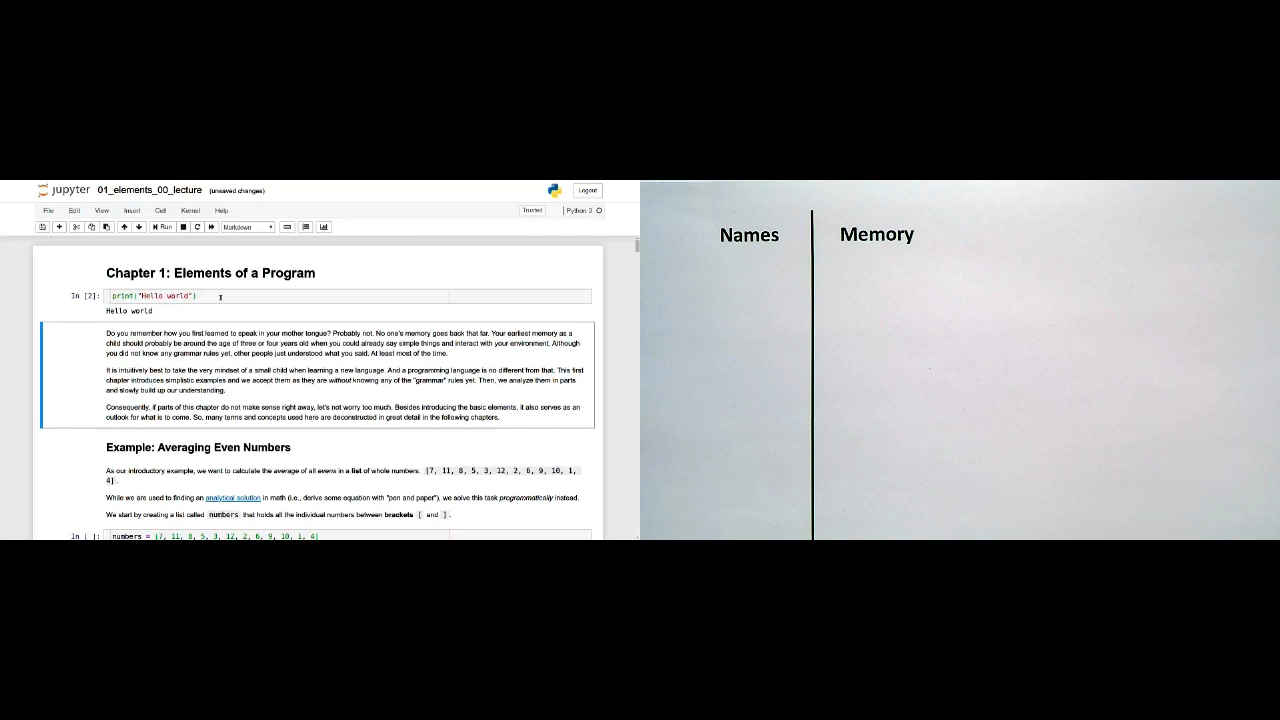 jupyter 01_elements_00_lecture (unsaved changes) Logout
File Edit View Insert Cell Kernel Help Trusted Python 3
Run Markdown
Chapter 1: Elements of a Program
In [2]: print("Hello world")
Hello world
Do you remember how you first learned to speak in your mother tongue? Probably not. No one's memory goes back that far. Your earliest memory as a
child should probably be around the age of three or four years old when you could already say simple things and interact with your environment. Although
you did not know any grammar rules yet, other people just understood what you said. At least most of the time.
It is intuitively best to take the very mindset of a small child when learning a new language. And a programming language is no different from that. This first
chapter introduces simplistic examples and we accept them as they are without knowing any of the "grammar" rules yet. Then, we analyze them in parts
and slowly build up our understanding.
Consequently, if parts of this chapter do not make sense right away, let's not worry too much. Besides introducing the basic elements, it also serves as an
outlook for what is to come. So, many terms and concepts used here are deconstructed in great detail in the following chapters.
Example: Averaging Even Numbers
As our introductory example, we want to calculate the average of all evens in a list of whole numbers: [7, 11, 8, 5, 3, 12, 2, 6, 9, 10, 1,
4].
While we are used to finding an analytical solution in math (i.e., derive some equation with "pen and paper"), we solve this task programmatically instead.
We start by creating a list called numbers that holds all the individual numbers between brackets [ and ].
In [ ]: numbers = [7, 11, 8, 5, 3, 12, 2, 6, 9, 10, 1, 4]
Names Memory